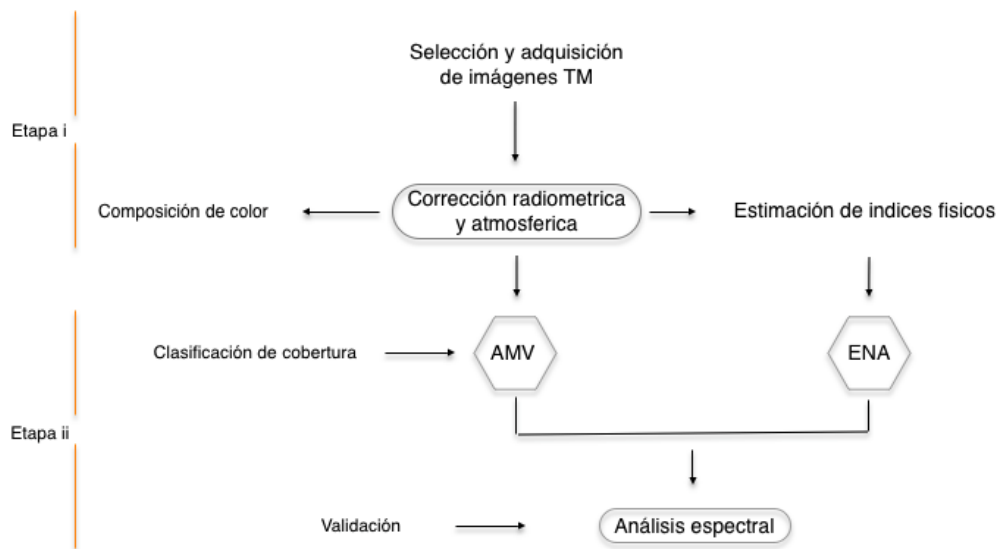 Selección y adquisición
de imágenes TM
Etapa i
Composición de color
Corrección radiometrica
y atmosferica
Estimación de indices fisicos
Clasificación de cobertura
AMV
ENA
Etapa ii
Validación
Análisis espectral